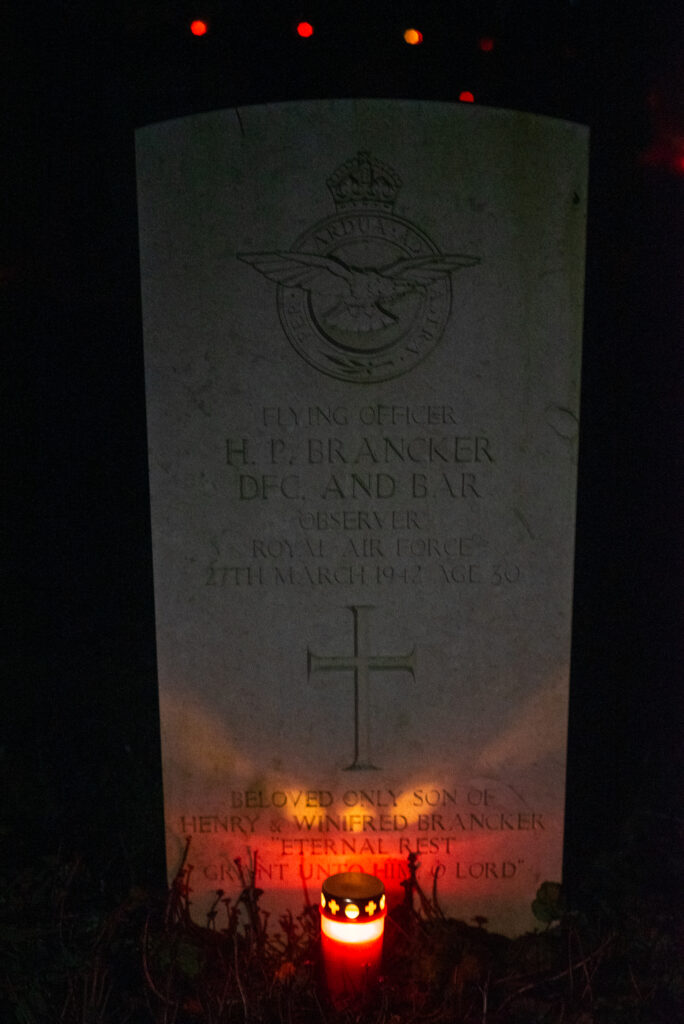 PER · ARDUA · AD · ASTRA
FLYING OFFICER
H. P. BRANCKER
DFC. AND BAR
OBSERVER
ROYAL AIR FORCE
27TH MARCH 1942 AGE 30
BELOVED ONLY SON OF
HENRY & WINIFRED BRANCKER
"ETERNAL REST
GRANT UNTO HIM O LORD"